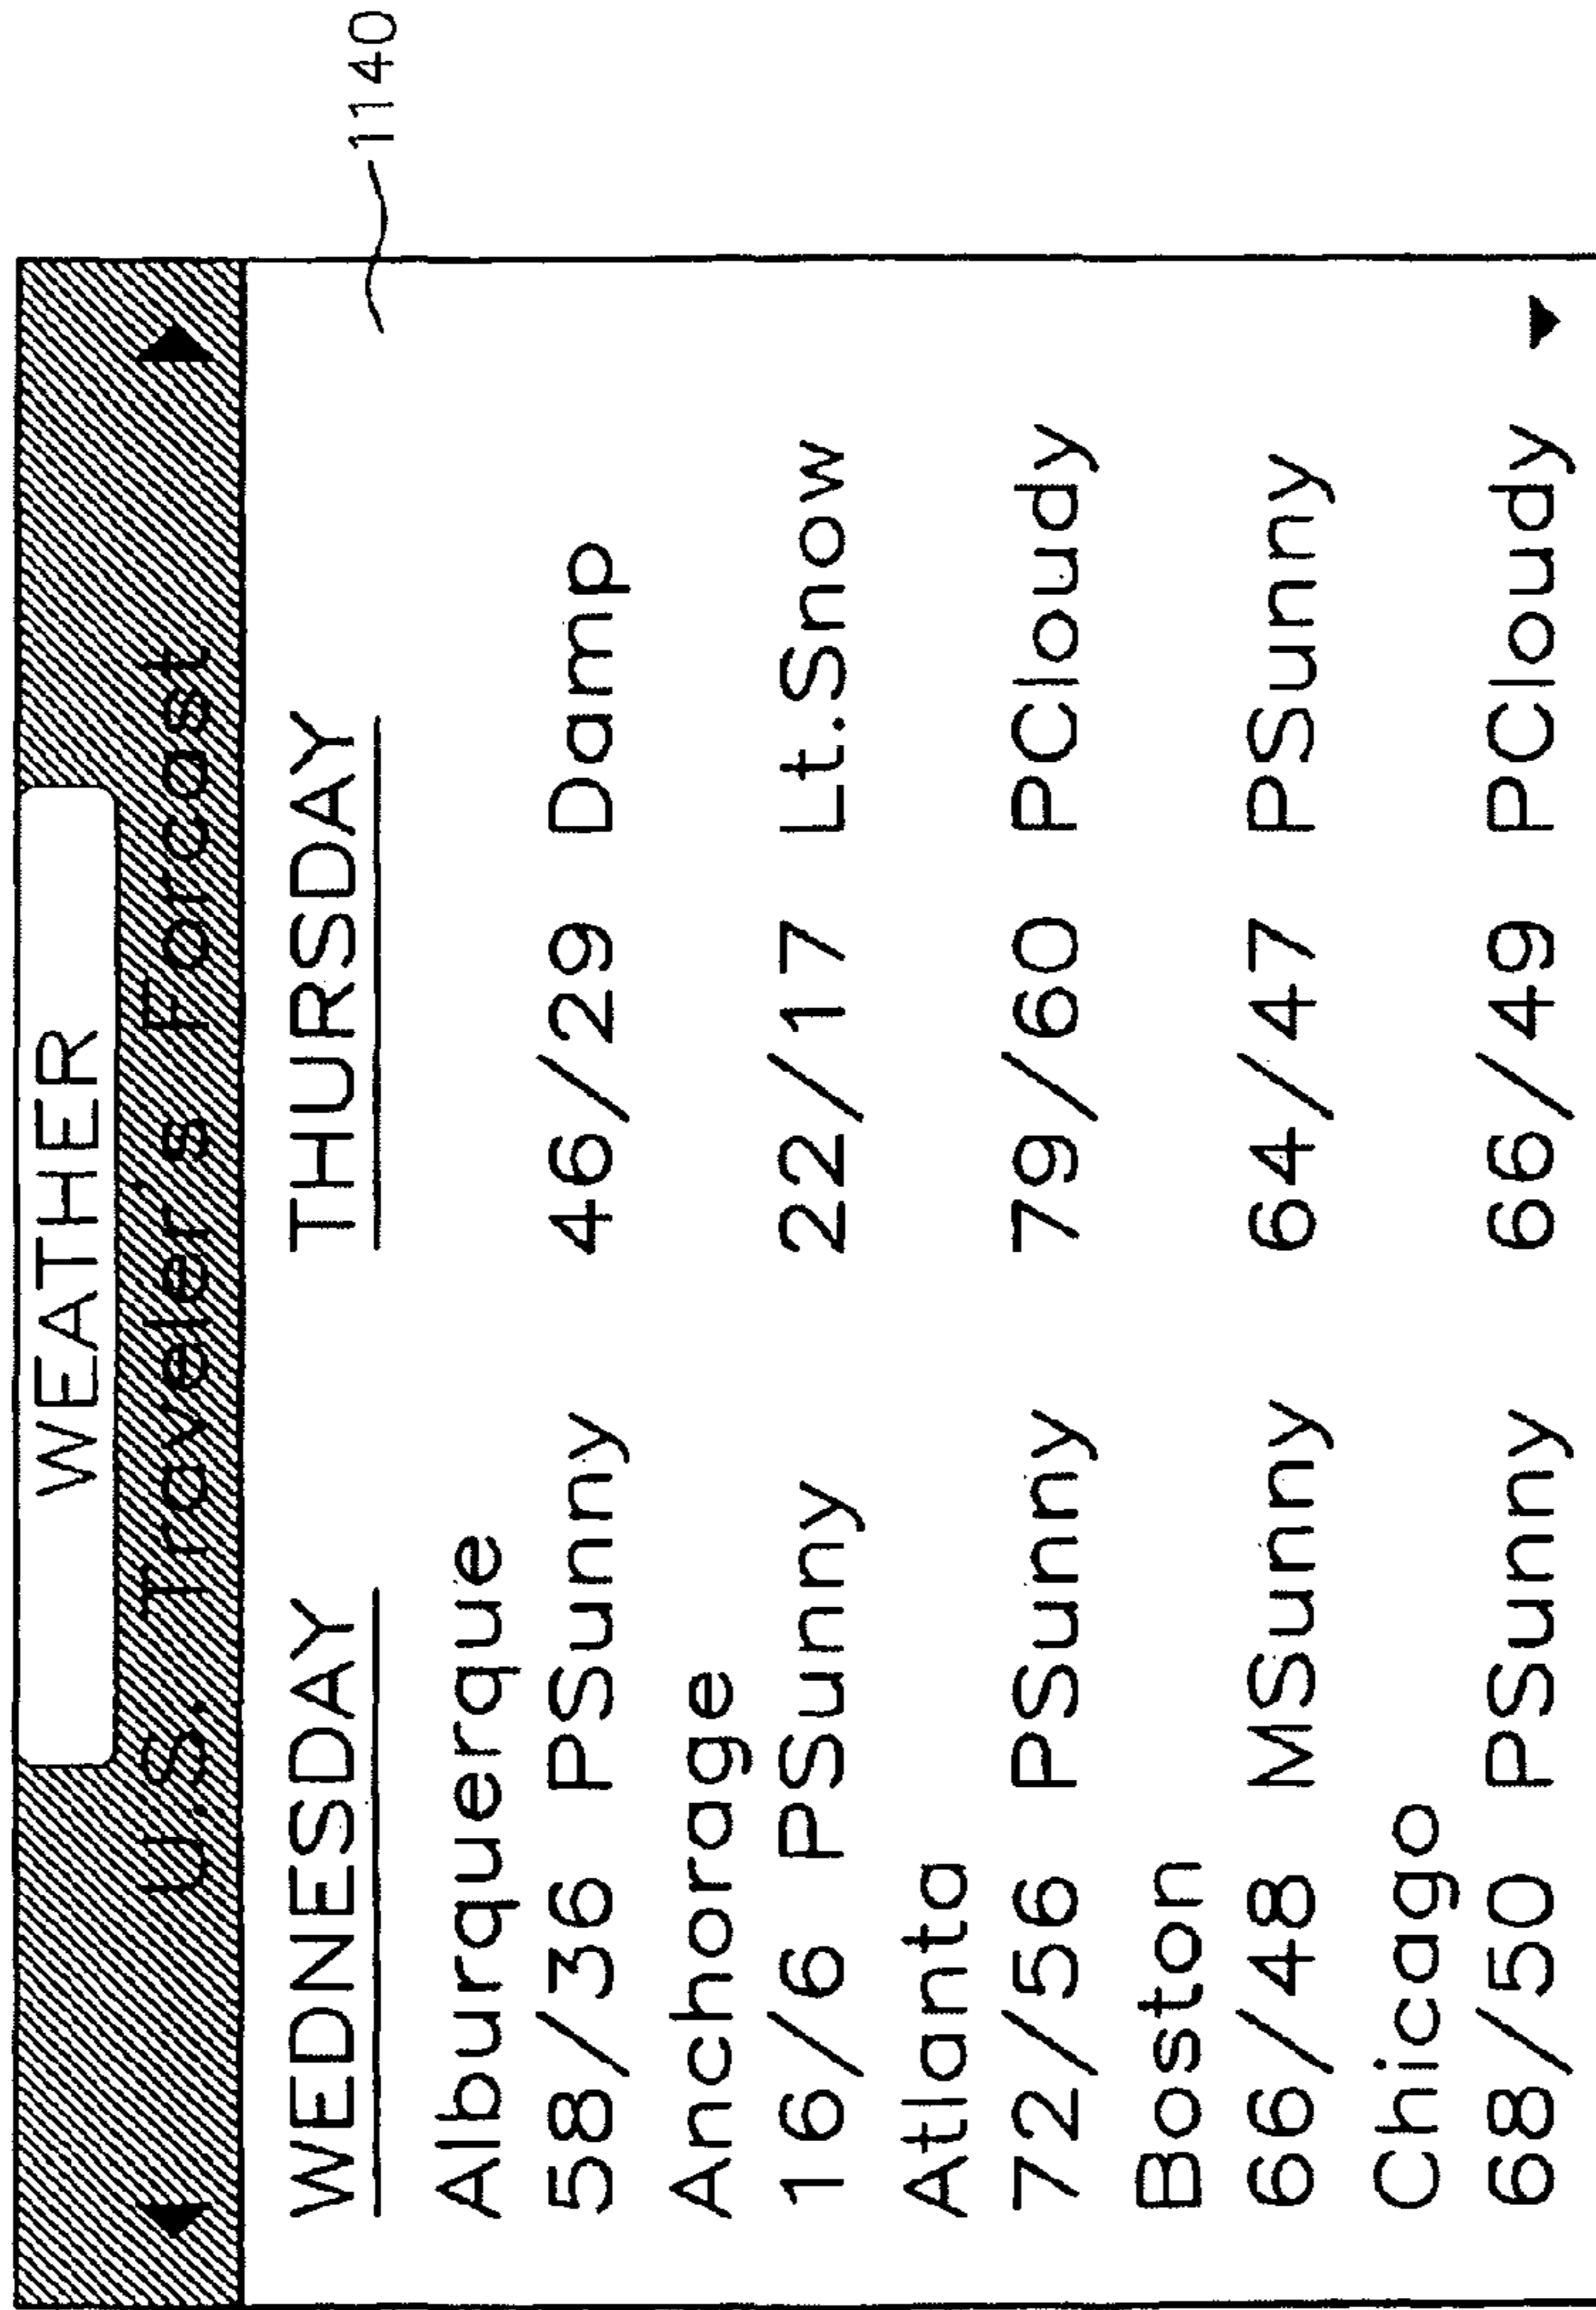 WEATHER
U.S. Traveler's Forcast
WEDNESDAY THURSDAY
Alburquerque
58/36 PSunny 46/29 Damp
Anchorage
16/6 PSunny 22/17 Lt.Snow
Atlanta
72/56 PSunny 79/60 PCloudy
Boston
66/48 MSunny 64/47 PSunny
Chicago
68/50 PSunny 66/49 PCloudy
1140